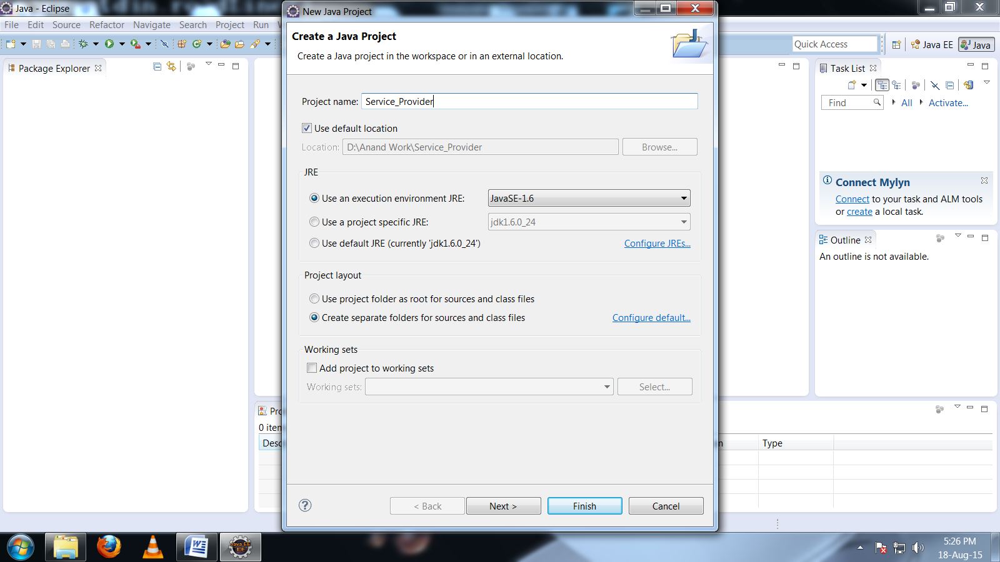 Java - Eclipse
File Edit Source Refactor Navigate Search Project Run
Quick Access
Java EE
Java
Package Explorer
New Java Project
Create a Java Project
Create a Java project in the workspace or in an external location.
Project name: Service_Provider
Use default location
Location: D:\Anand Work\Service_Provider
Browse...
JRE
Use an execution environment JRE: JavaSE-1.6
Use a project specific JRE: jdk1.6.0_24
Use default JRE (currently 'jdk1.6.0_24')
Configure JREs...
Project layout
Use project folder as root for sources and class files
Create separate folders for sources and class files
Configure default...
Working sets
Add project to working sets
Working sets:
Select...
< Back
Next >
Finish
Cancel
Task List
Find
All
Activate...
Connect Mylyn
Connect to your task and ALM tools
or create a local task.
Outline
An outline is not available.
Type
Java EE
IDE
5:26 PM
18-Aug-15